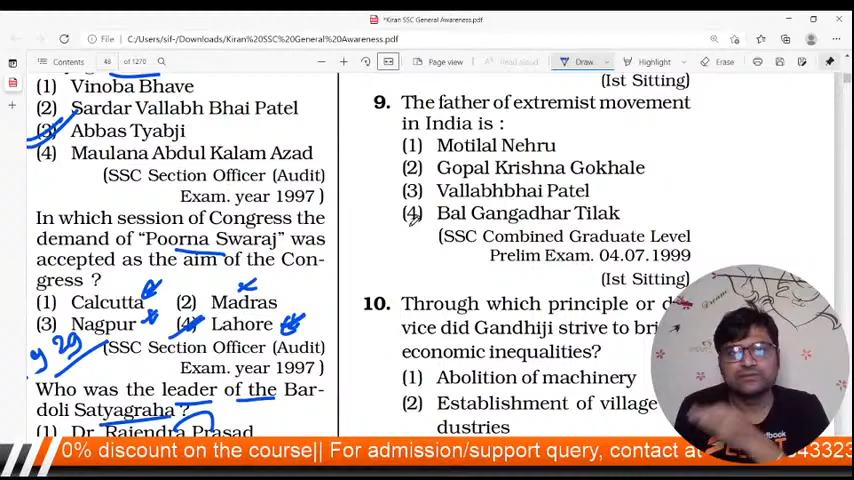 *Kiran SSC General Awareness.pdf
File
C:/Users/sif-/Downloads/Kiran%20SSC%20General%20Awareness.pdf
Contents
48
of 1270
Page view
Read aloud
Draw
Highlight
Erase
(1) Vinoba Bhave
(2) Sardar Vallabh Bhai Patel
(3) Abbas Tyabji
(4) Maulana Abdul Kalam Azad
(SSC Section Officer (Audit)
Exam. year 1997)
In which session of Congress the
demand of “Poorna Swaraj” was
accepted as the aim of the Con-
gress ?
(1) Calcutta (2) Madras
(3) Nagpur (4) Lahore
29
(SSC Section Officer (Audit)
Exam. year 1997)
Who was the leader of the Bar-
doli Satyagraha ?
(1) Dr. Rajendra Prasad
(Ist Sitting)
9. The father of extremist movement
in India is :
(1) Motilal Nehru
(2) Gopal Krishna Gokhale
(3) Vallabhbhai Patel
(4) Bal Gangadhar Tilak
(SSC Combined Graduate Level
Prelim Exam. 04.07.1999
(Ist Sitting)
10. Through which principle or
vice did Gandhiji strive to
economic inequalities?
(1) Abolition of machinery
(2) Establishment of village
dustries
0% discount on the course|| For admission/support query, contact at